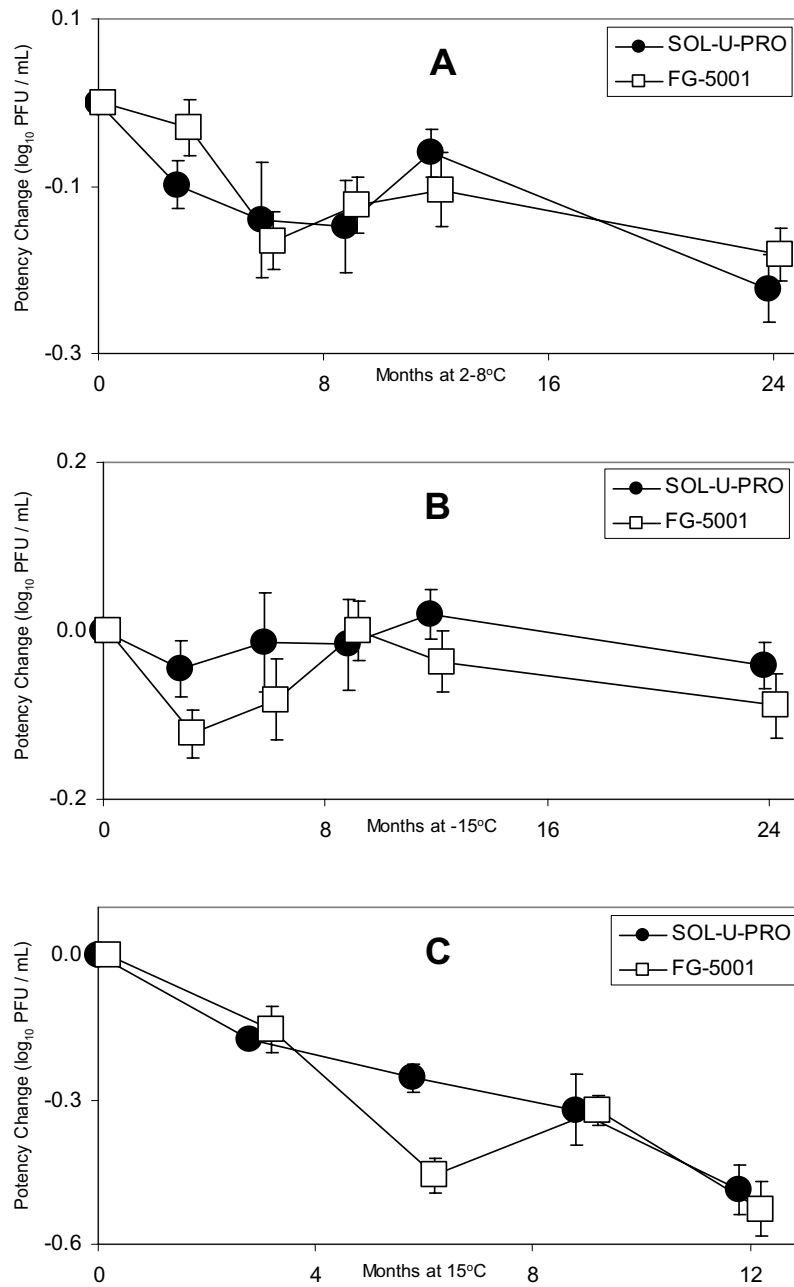 0.1
A
SOL-U-PRO
FG-5001
-0.1
-0.3
Potency Change (log₁₀ PFU / mL)
0 8 16 24
Months at 2-8°C
0.2
B
SOL-U-PRO
FG-5001
0.0
-0.2
Potency Change (log₁₀ PFU / mL)
0 8 16 24
Months at -15°C
0.0
C
SOL-U-PRO
FG-5001
-0.3
-0.6
Potency Change (log₁₀ PFU / mL)
0 4 8 12
Months at 15°C